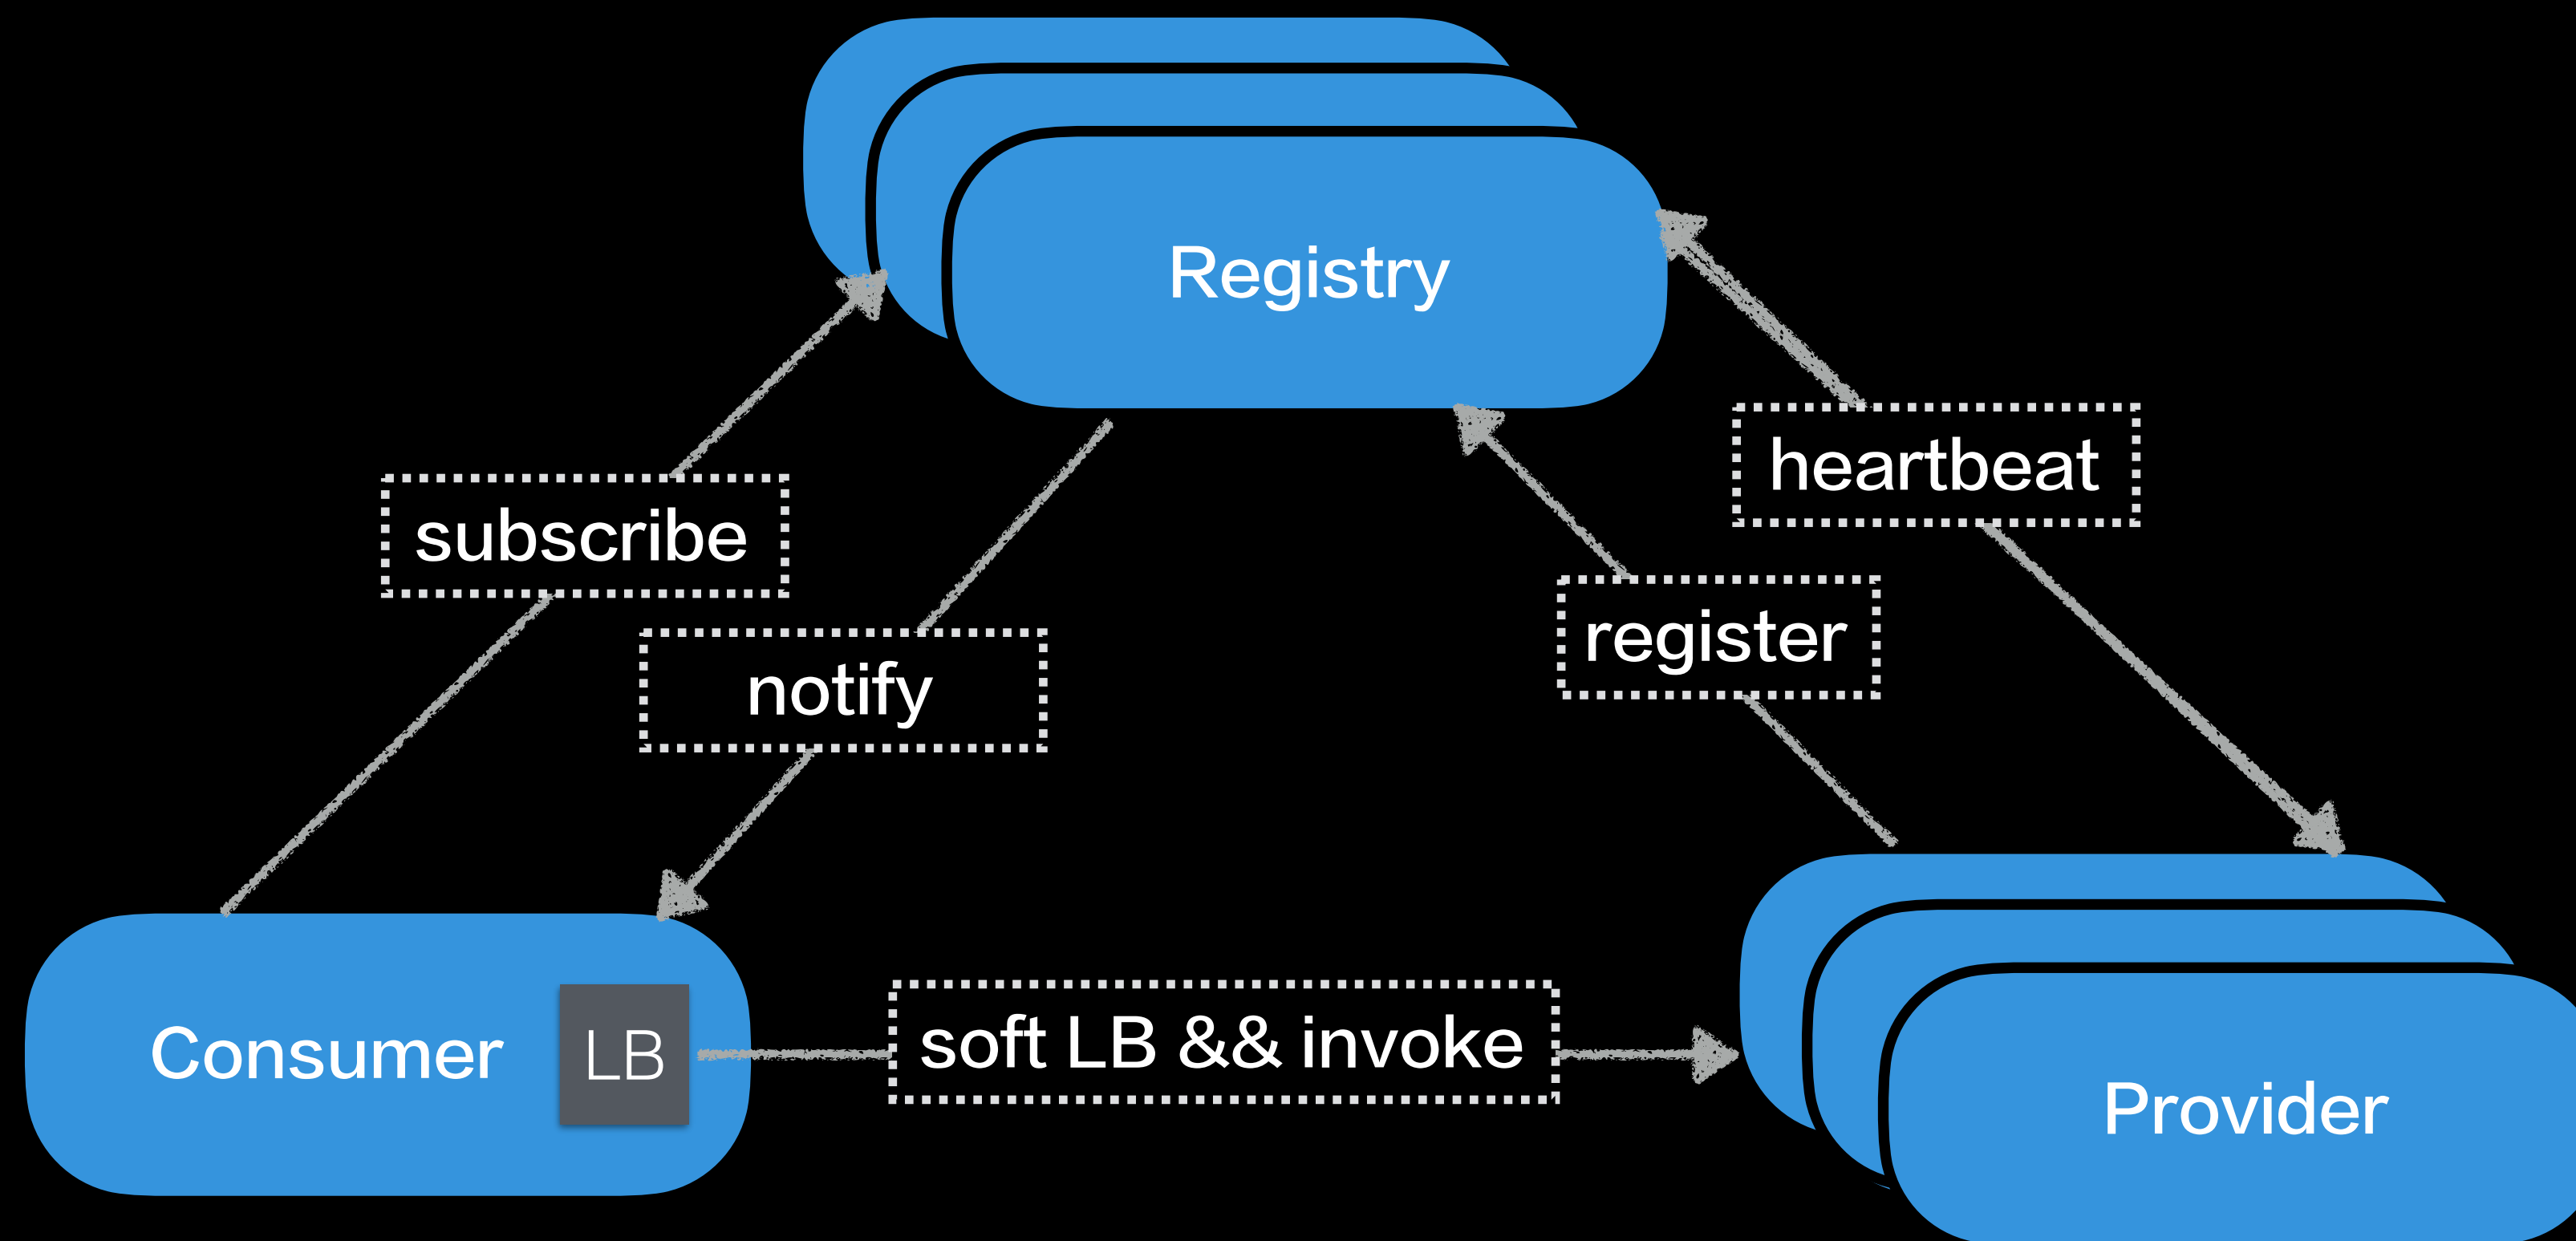 Registry
heartbeat
subscribe
register
notify
Consumer
LB
soft LB && invoke
Provider